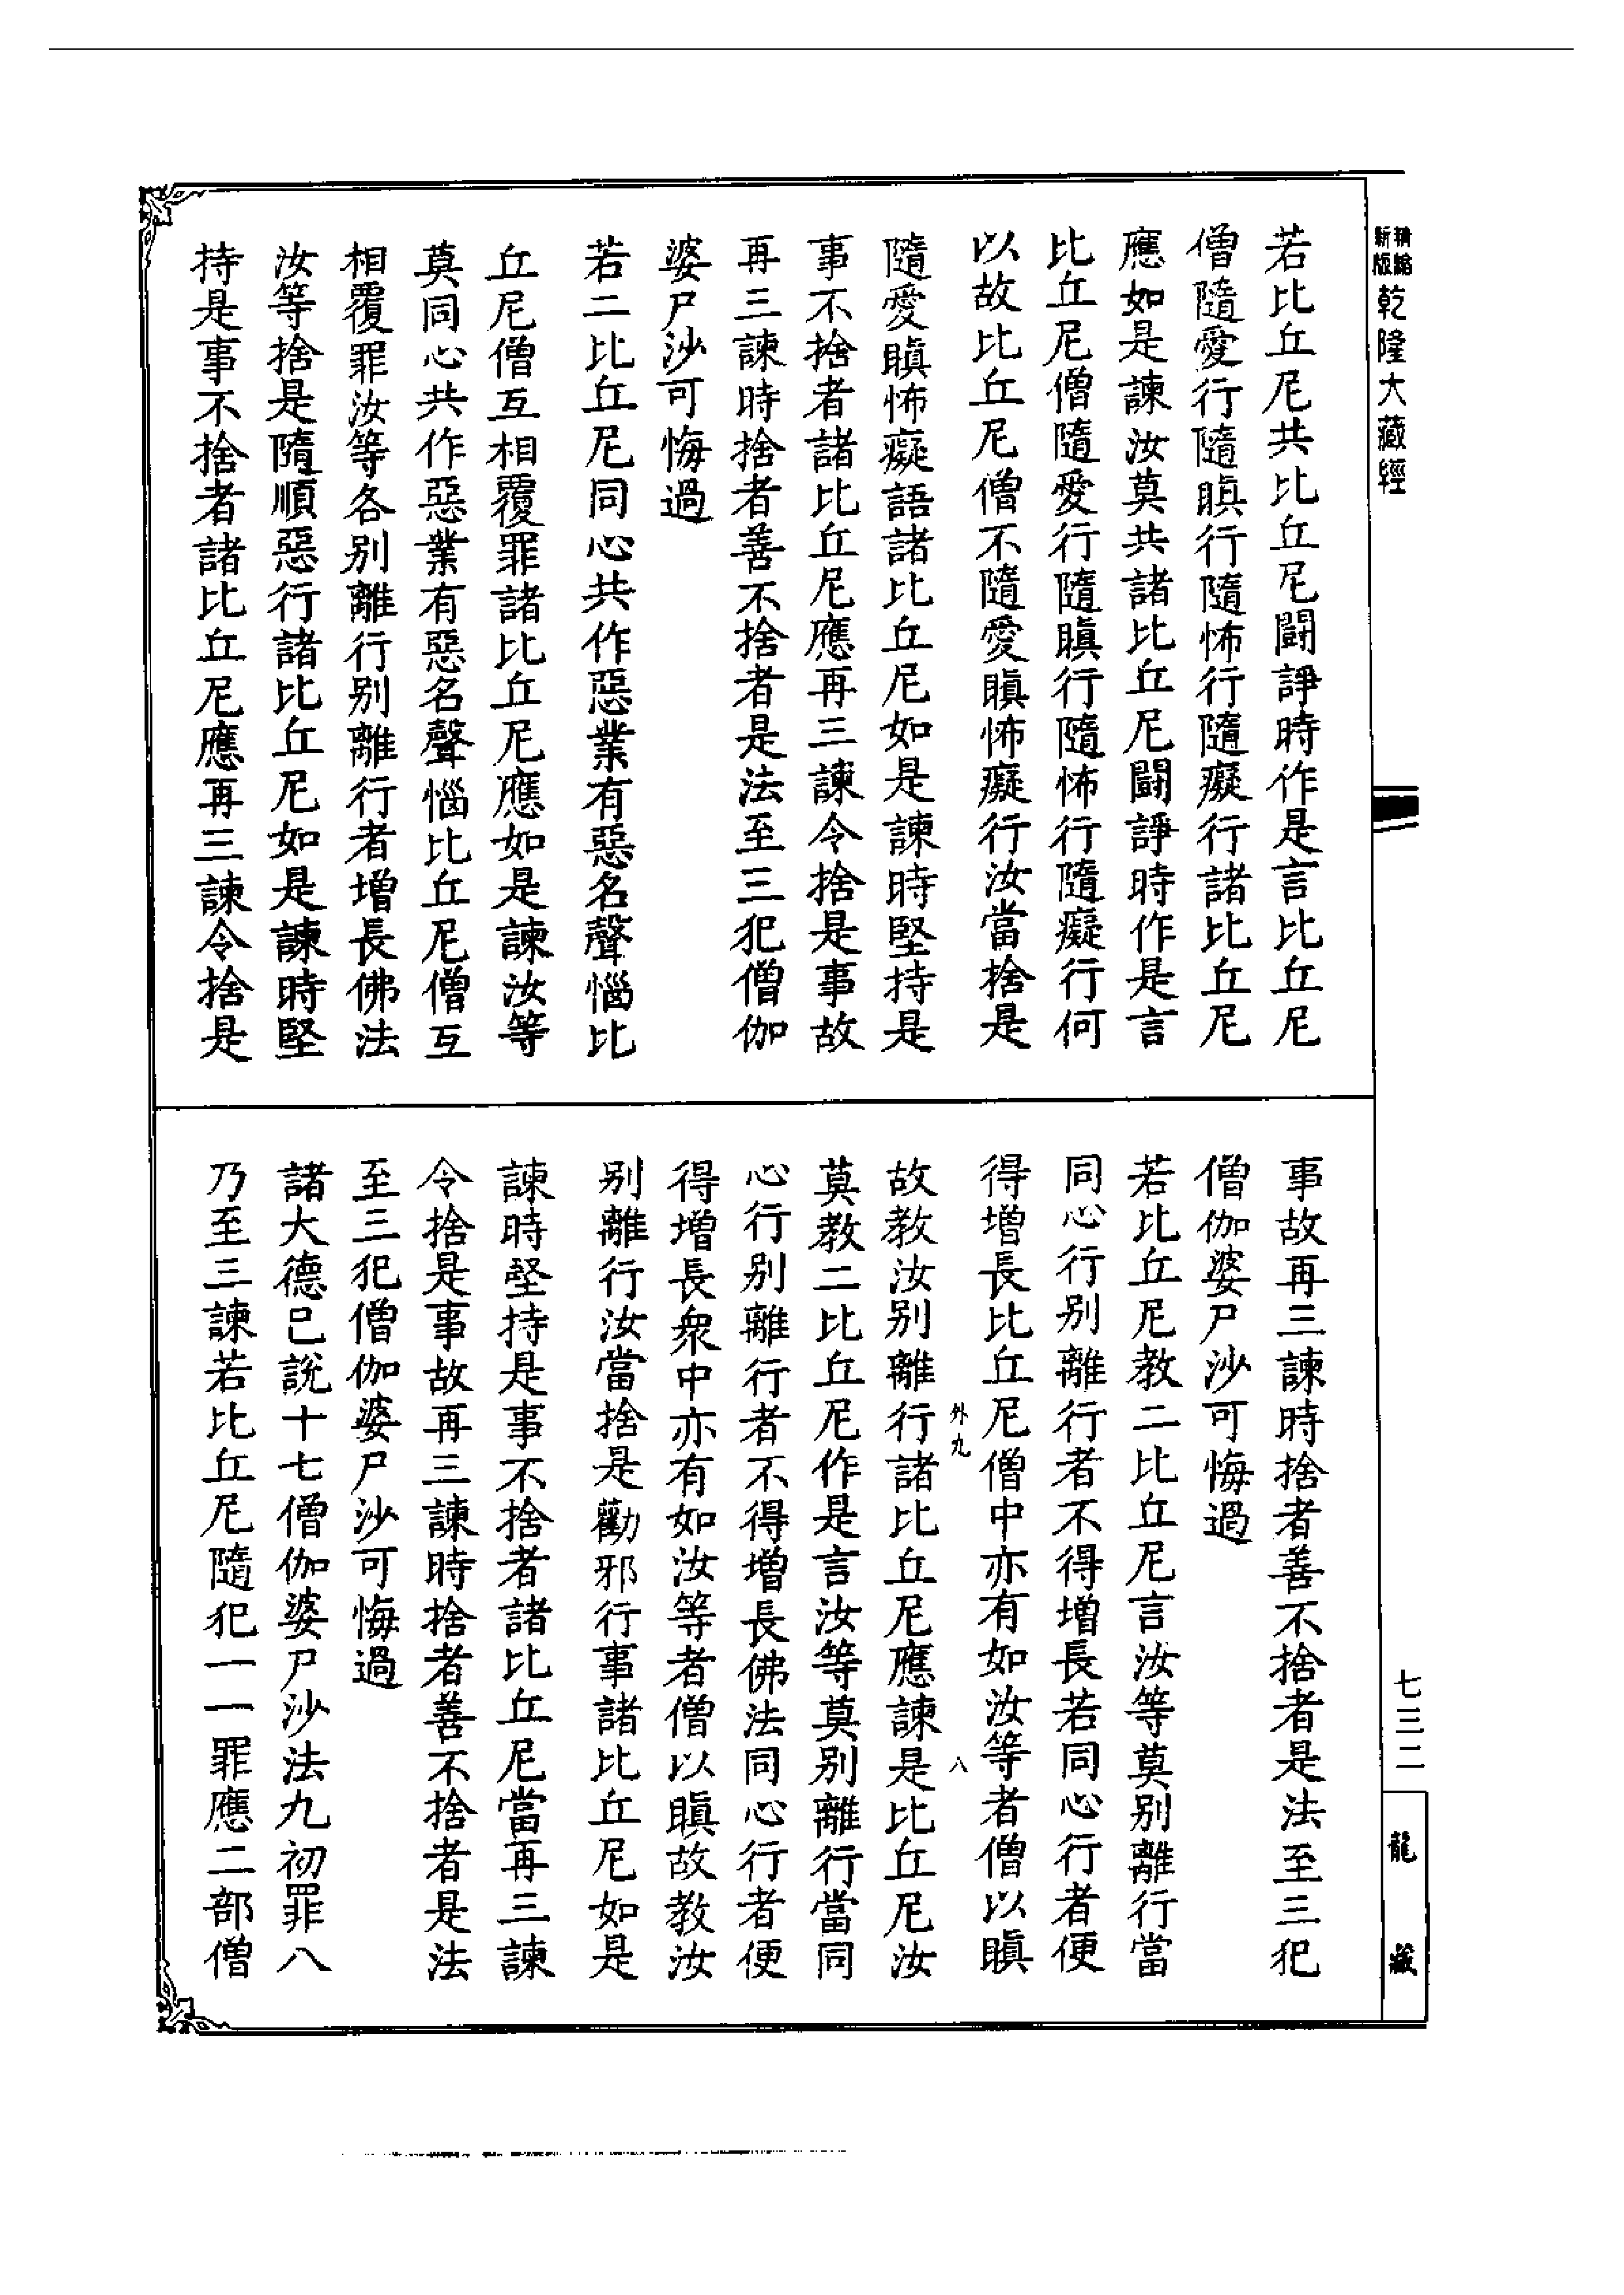 新版精縮乾隆大藏經
若比丘尼共比丘尼鬪諍時作是言比丘尼
僧隨愛行隨瞋行隨怖行隨癡行諸比丘尼
應如是諫汝莫共諸比丘尼鬪諍時作是言
比丘尼僧隨愛行隨瞋行隨怖行隨癡行何
以故比丘尼僧不隨愛瞋怖癡行汝當捨是
隨愛瞋怖癡語諸比丘尼如是諫時堅持是
事不捨者諸比丘尼應再三諫令捨是事故
再三諫時捨者善不捨者是法至三犯僧伽
婆尸沙可悔過
若二比丘尼同心共作惡業有惡名聲惱比
丘尼僧互相覆罪諸比丘尼應如是諫汝等
莫同心共作惡業有惡名聲惱比丘尼僧互
相覆罪汝等各別離行別離行者增長佛法
汝等捨是隨順惡行諸比丘尼如是諫時堅
持是事不捨者諸比丘尼應再三諫令捨是
事故再三諫時捨者善不捨者是法至三犯
僧伽婆尸沙可悔過
若比丘尼教二比丘尼言汝等莫別離行當
同心行別離行者不得增長若同心行者便
得增長比丘尼僧中亦有如汝等者僧以瞋
外九 八
故教汝別離行諸比丘尼應諫是比丘尼汝
莫教二比丘尼作是言汝等莫別離行當同
心行別離行者不得增長佛法同心行者便
得增長衆中亦有如汝等者僧以瞋故教汝
別離行汝當捨是勸邪行事諸比丘尼如是
諫時堅持是事不捨者諸比丘尼當再三諫
令捨是事故再三諫時捨者善不捨者是法
至三犯僧伽婆尸沙可悔過
諸大德已說十七僧伽婆尸沙法九初罪八
乃至三諫若比丘尼隨犯一一罪應二部僧
七三二
龍藏